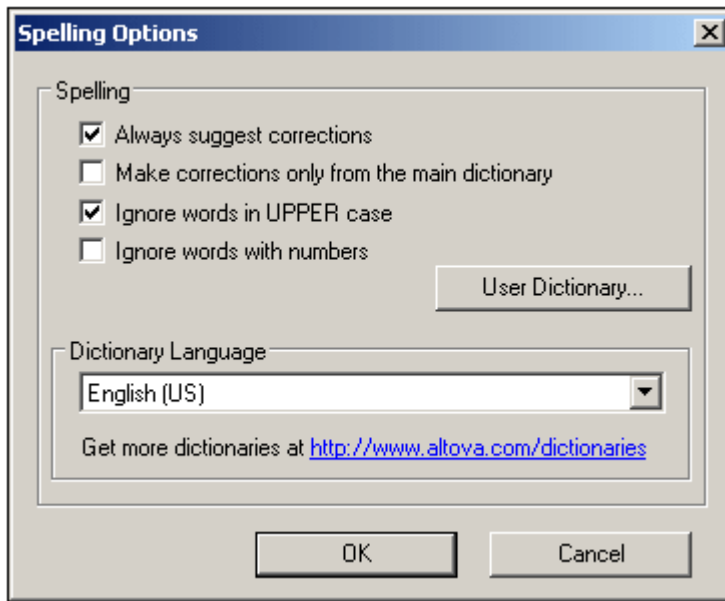 Spelling Options
Spelling
Always suggest corrections
Make corrections only from the main dictionary
Ignore words in UPPER case
Ignore words with numbers
User Dictionary...
Dictionary Language
English (US)
Get more dictionaries at http://www.altova.com/dictionaries
OK Cancel